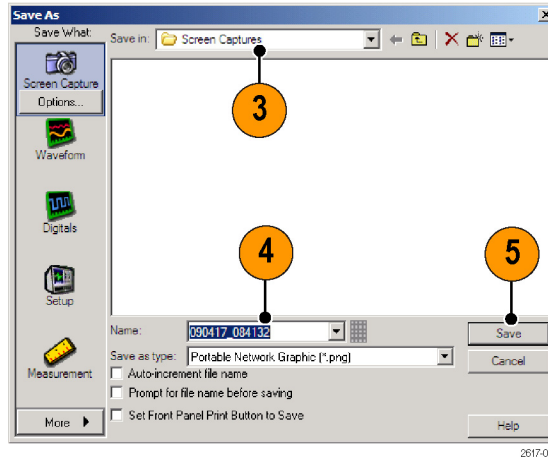 Save As
Save What:
Save in: Screen Captures
3
Screen Capture
Options...
Waveform
Digitals
Setup
Measurement
More
4
5
Name: 090417_084132
Save
Save as type: Portable Network Graphic (*.png)
Cancel
Auto-increment file name
Prompt for file name before saving
Set Front Panel Print Button to Save
Help